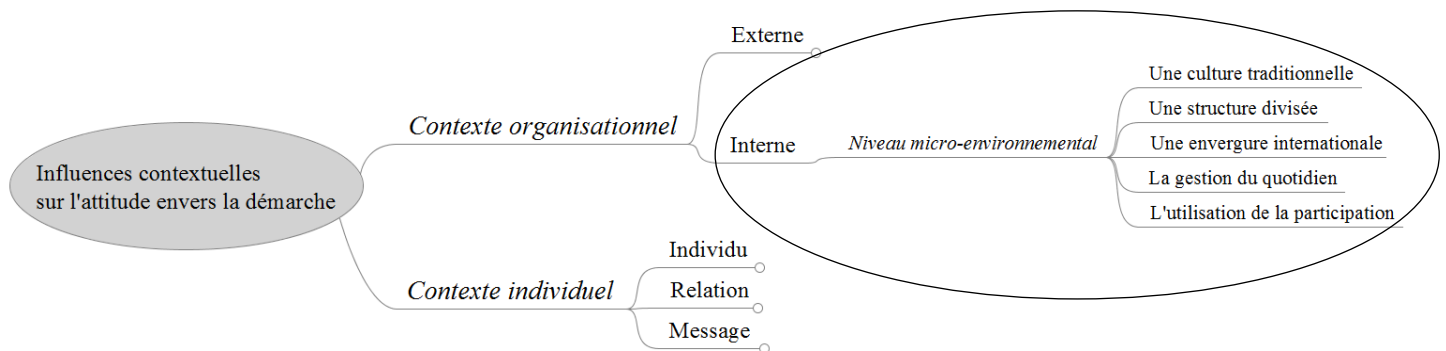 Influences contextuelles
sur l'attitude envers la démarche
Contexte organisationnel
Externe
Interne
Niveau micro-environnemental
Une culture traditionnelle
Une structure divisée
Une envergure internationale
La gestion du quotidien
L'utilisation de la participation
Contexte individuel
Individu
Relation
Message